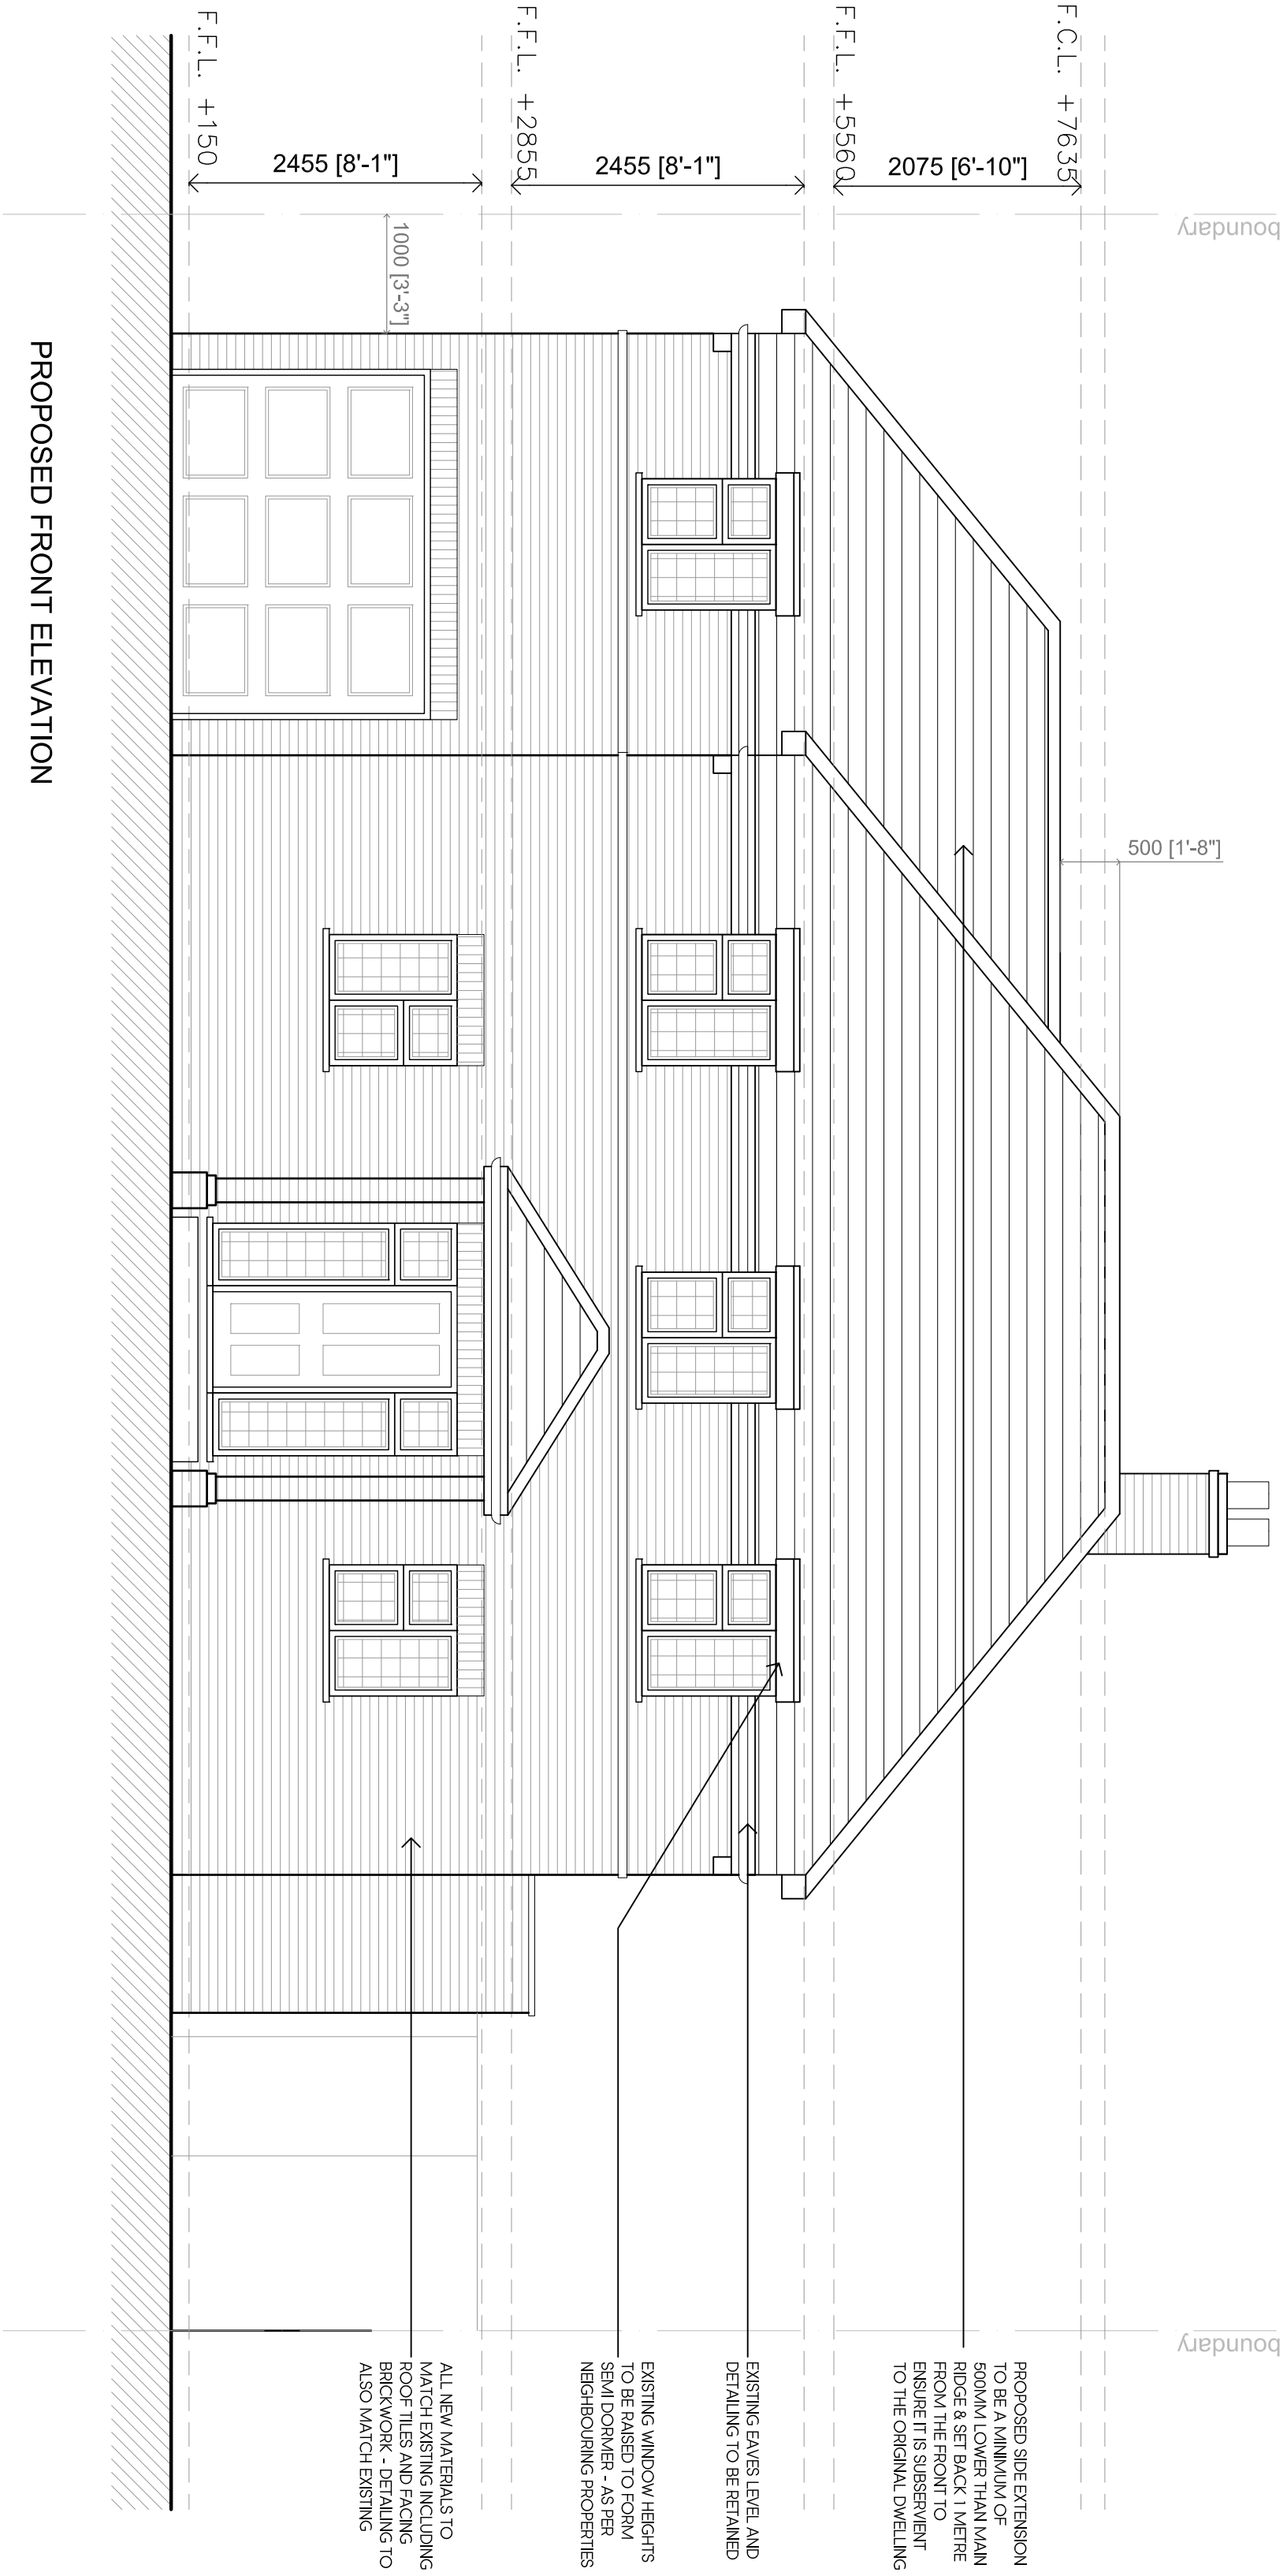 F.C.L. +7635
F.F.L. +5560
F.F.L. +2855
F.F.L. +150
2075 [6'-10"]
2455 [8'-1"]
2455 [8'-1"]
boundary
boundary
1000 [3'-3"]
500 [1'-8"]
PROPOSED SIDE EXTENSION
TO BE A MINIMUM OF
500MM LOWER THAN MAIN
RIDGE & SET BACK 1 METRE
FROM THE FRONT TO
ENSURE IT IS SUBSERVIENT
TO THE ORIGINAL DWELLING
EXISTING EAVES LEVEL AND
DETAILING TO BE RETAINED
EXISTING WINDOW HEIGHTS
TO BE RAISED TO FORM
SEMI DORMER - AS PER
NEIGHBOURING PROPERTIES
ALL NEW MATERIALS TO
MATCH EXISTING INCLUDING
ROOF TILES AND FACING
BRICKWORK - DETAILING TO
ALSO MATCH EXISTING
PROPOSED FRONT ELEVATION